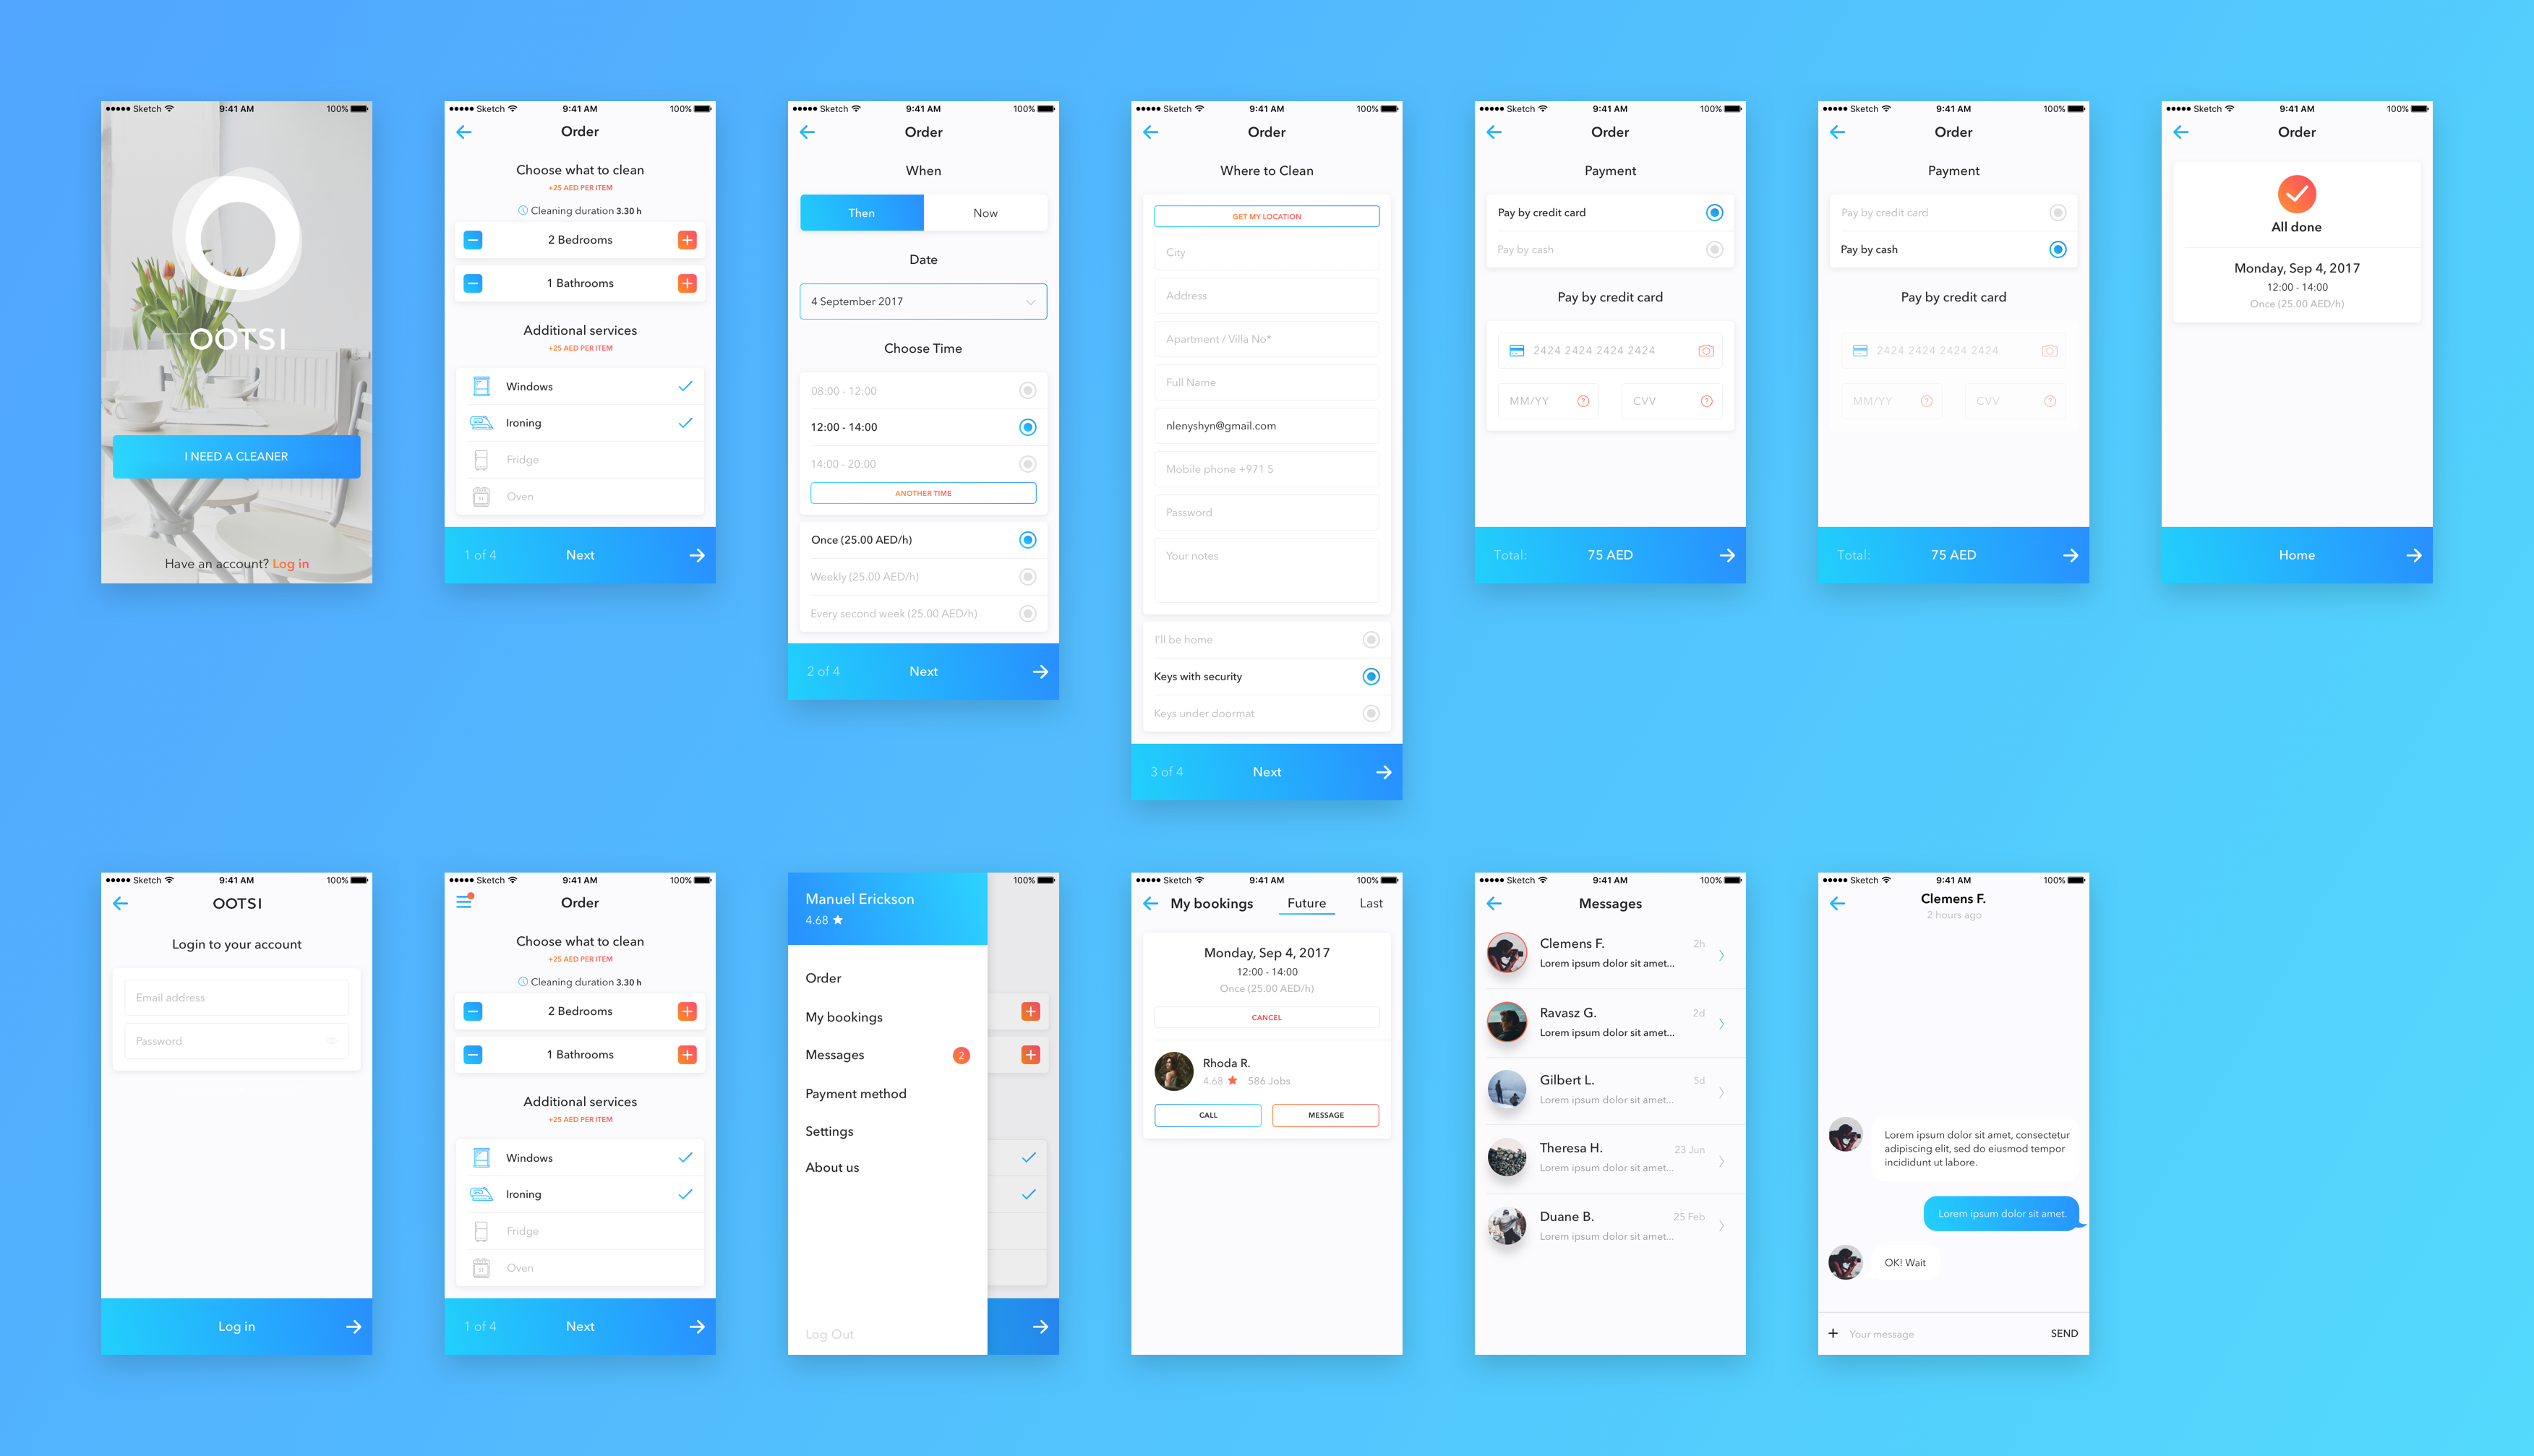 Sketch 9:41 AM 100%
OOTSI
I NEED A CLEANER
Have an account? Log in
Sketch 9:41 AM 100%
Order
Choose what to clean
+25 AED PER ITEM
Cleaning duration 3.30 h
2 Bedrooms
1 Bathrooms
Additional services
+25 AED PER ITEM
Windows
Ironing
Fridge
Oven
1 of 4 Next
Sketch 9:41 AM 100%
Order
When
Then Now
Date
4 September 2017
Choose Time
08:00 - 12:00
12:00 - 14:00
14:00 - 20:00
ANOTHER TIME
Once (25.00 AED/h)
Weekly (25.00 AED/h)
Every second week (25.00 AED/h)
2 of 4 Next
Sketch 9:41 AM 100%
Order
Where to Clean
GET MY LOCATION
City
Address
Apartment / Villa No*
Full Name
nlenyshyn@gmail.com
Mobile phone +971 5
Password
Your notes
I'll be home
Keys with security
Keys under doormat
3 of 4 Next
Sketch 9:41 AM 100%
Order
Payment
Pay by credit card
Pay by cash
Pay by credit card
2424 2424 2424 2424
MM/YY CVV
Total: 75 AED
Sketch 9:41 AM 100%
Order
Payment
Pay by credit card
Pay by cash
Pay by credit card
2424 2424 2424 2424
MM/YY CVV
Total: 75 AED
Sketch 9:41 AM 100%
Order
All done
Monday, Sep 4, 2017
12:00 - 14:00
Once (25.00 AED/h)
Home
Sketch 9:41 AM 100%
OOTSI
Login to your account
Email address
Password
Log in
Sketch 9:41 AM 100%
Order
Choose what to clean
+25 AED PER ITEM
Cleaning duration 3.30 h
2 Bedrooms
1 Bathrooms
Additional services
+25 AED PER ITEM
Windows
Ironing
Fridge
Oven
1 of 4 Next
100%
Manuel Erickson
4.68
Order
My bookings
Messages 2
Payment method
Settings
About us
Log Out
Sketch 9:41 AM 100%
My bookings Future Last
Monday, Sep 4, 2017
12:00 - 14:00
Once (25.00 AED/h)
CANCEL
Rhoda R.
4.68 586 Jobs
CALL MESSAGE
Sketch 9:41 AM 100%
Messages
Clemens F. 2h
Lorem ipsum dolor sit amet...
Ravasz G. 2d
Lorem ipsum dolor sit amet...
Gilbert L. 5d
Lorem ipsum dolor sit amet...
Theresa H. 23 Jun
Lorem ipsum dolor sit amet...
Duane B. 25 Feb
Lorem ipsum dolor sit amet...
Sketch 9:41 AM 100%
Clemens F.
2 hours ago
Lorem ipsum dolor sit amet, consectetur
adipiscing elit, sed do eiusmod tempor
incididunt ut labore.
Lorem ipsum dolor sit amet.
OK! Wait
+ Your message SEND